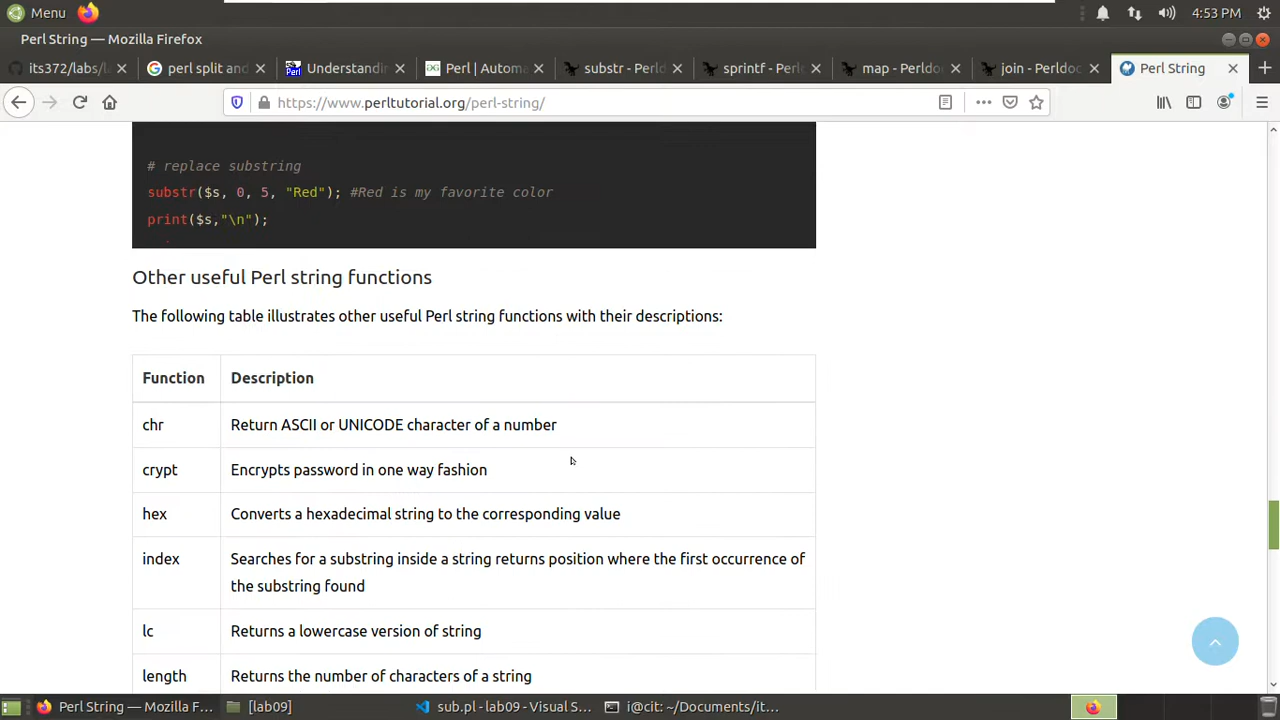 Menu
4:53 PM
Perl String — Mozilla Firefox
its372/labs/l
perl split and
Understandin
Perl | Automa
substr - Perld
sprintf - Perlc
map - Perldo
join - Perldoc
Perl String
https://www.perltutorial.org/perl-string/
# replace substring
substr($s, 0, 5, "Red"); #Red is my favorite color
print($s,"\n");
Other useful Perl string functions
The following table illustrates other useful Perl string functions with their descriptions:
Function Description
chr Return ASCII or UNICODE character of a number
crypt Encrypts password in one way fashion
hex Converts a hexadecimal string to the corresponding value
index Searches for a substring inside a string returns position where the first occurrence of
the substring found
lc Returns a lowercase version of string
length Returns the number of characters of a string
Perl String — Mozilla F...
[lab09]
sub.pl - lab09 - Visual S...
i@cit: ~/Documents/it...